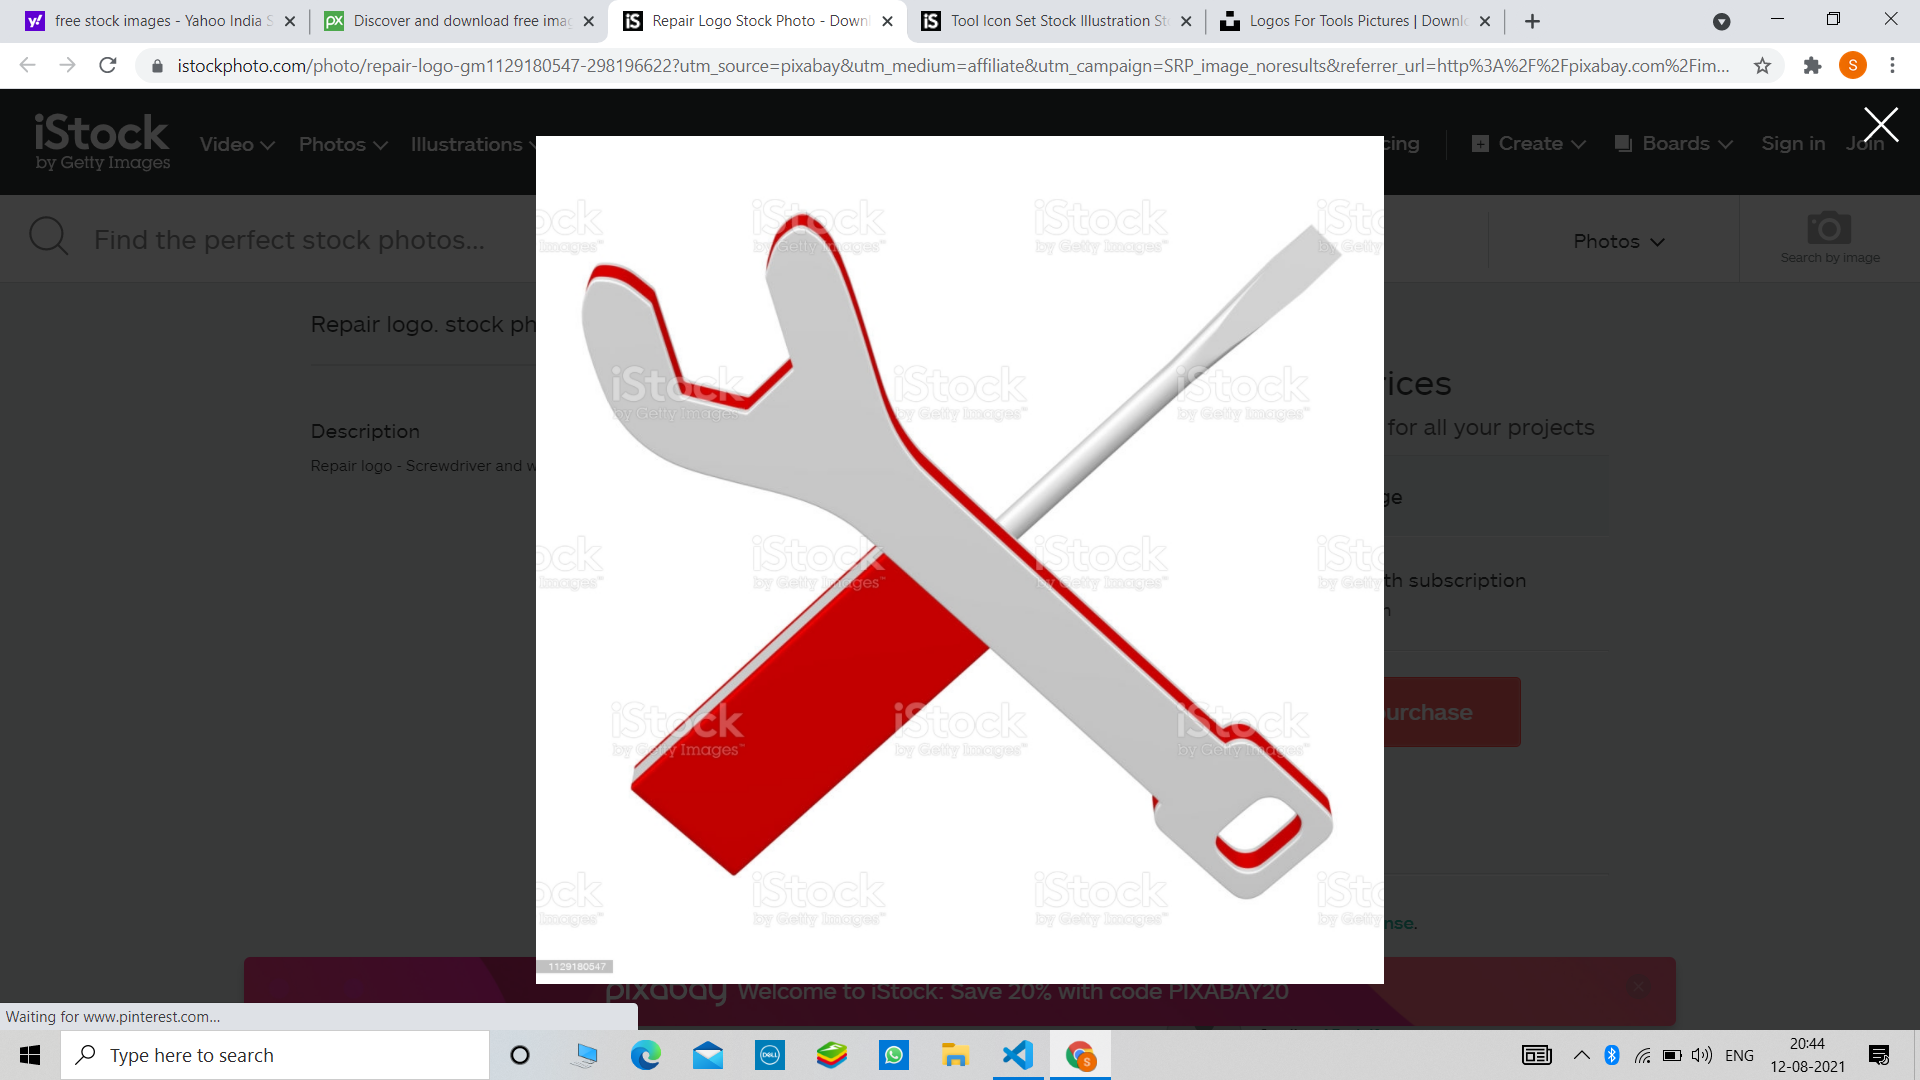 free stock images - Yahoo India S
Discover and download free imag
Repair Logo Stock Photo - Downl
Tool Icon Set Stock Illustration St
Logos For Tools Pictures | Downlo
istockphoto.com/photo/repair-logo-gm1129180547-298196622?utm_source=pixabay&utm_medium=affiliate&utm_campaign=SRP_image_noresults&referrer_url=http%3A%2F%2Fpixabay.com%2Fim...
S
iStock
by Getty Images
Video
Photos
Illustrations
cing
Create
Boards
Sign in
Join
Find the perfect stock photos...
Photos
Search by image
Repair logo. stock ph
Description
Repair logo - Screwdriver and w
rices
for all your projects
ge
th subscription
n
urchase
nse.
iStock
by Getty Images™
1129180547
pixabay Welcome to iStock: Save 20% with code PIXABAY20
Waiting for www.pinterest.com...
Type here to search
DELL
S
ENG
20:44
12-08-2021